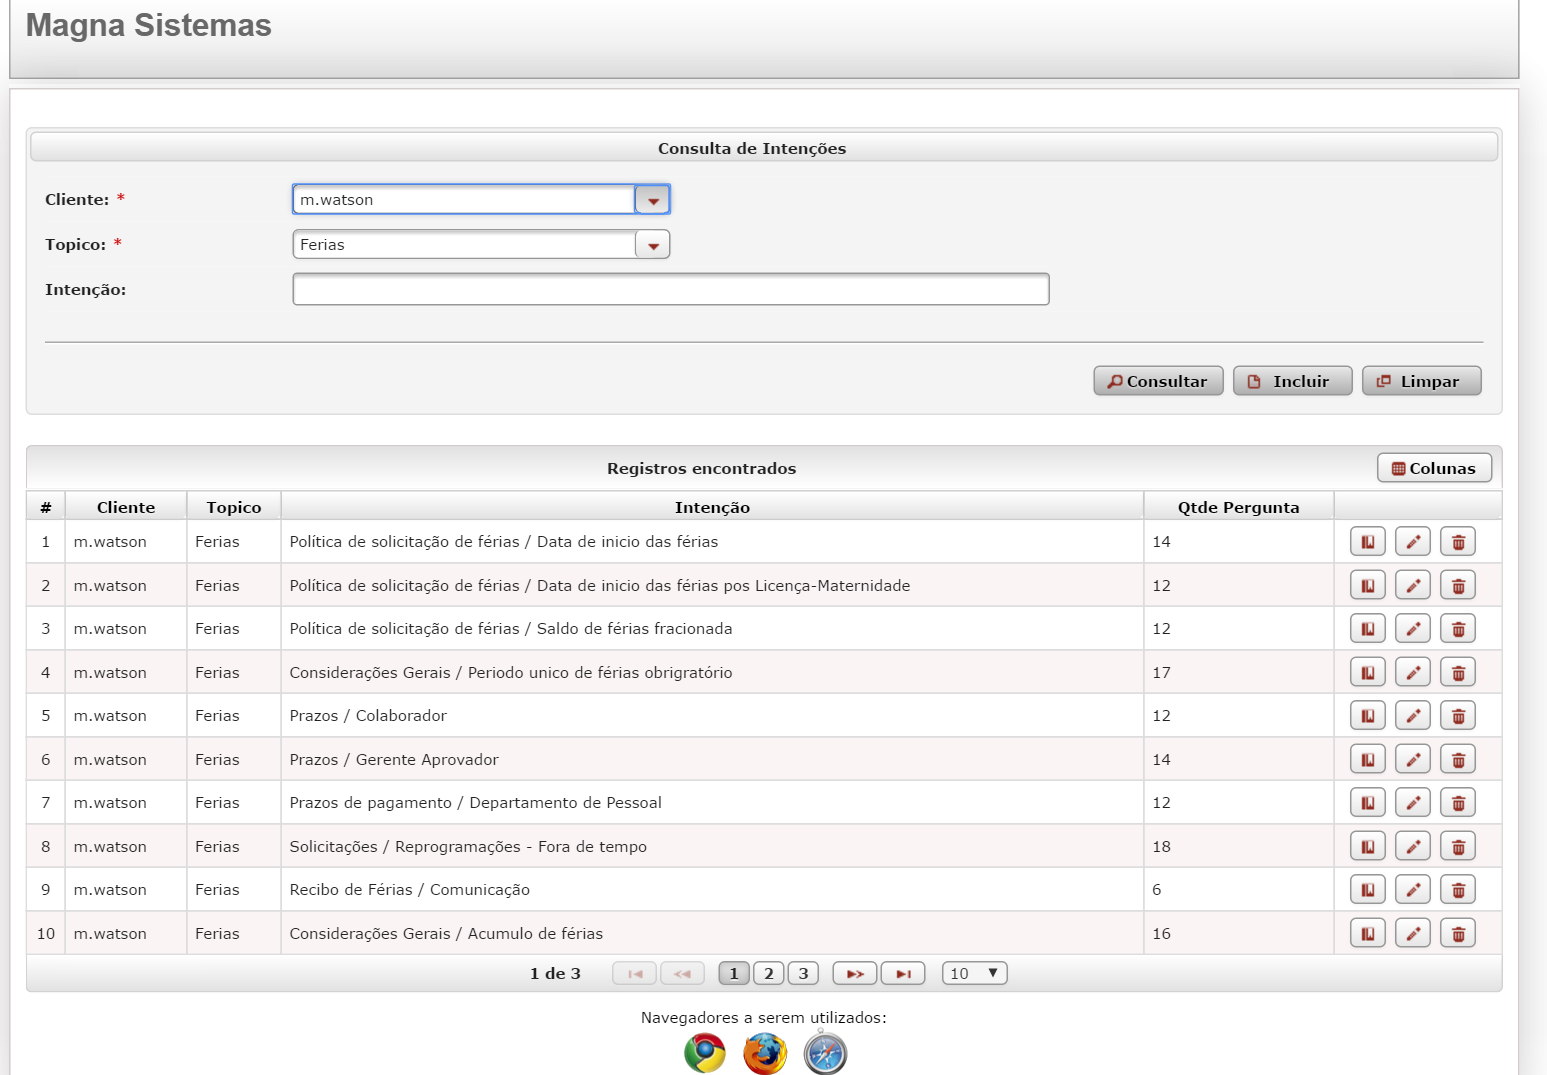 Magna Sistemas
Consulta de Intenções
Cliente: * m.watson
Topico: * Ferias
Intenção:
Consultar Incluir Limpar
Registros encontrados Colunas
# Cliente Topico Intenção Qtde Pergunta
1 m.watson Ferias Política de solicitação de férias / Data de inicio das férias 14
2 m.watson Ferias Política de solicitação de férias / Data de inicio das férias pos Licença-Maternidade 12
3 m.watson Ferias Política de solicitação de férias / Saldo de férias fracionada 12
4 m.watson Ferias Considerações Gerais / Periodo unico de férias obrigratório 17
5 m.watson Ferias Prazos / Colaborador 12
6 m.watson Ferias Prazos / Gerente Aprovador 14
7 m.watson Ferias Prazos de pagamento / Departamento de Pessoal 12
8 m.watson Ferias Solicitações / Reprogramações - Fora de tempo 18
9 m.watson Ferias Recibo de Férias / Comunicação 6
10 m.watson Ferias Considerações Gerais / Acumulo de férias 16
1 de 3 1 2 3 10
Navegadores a serem utilizados: